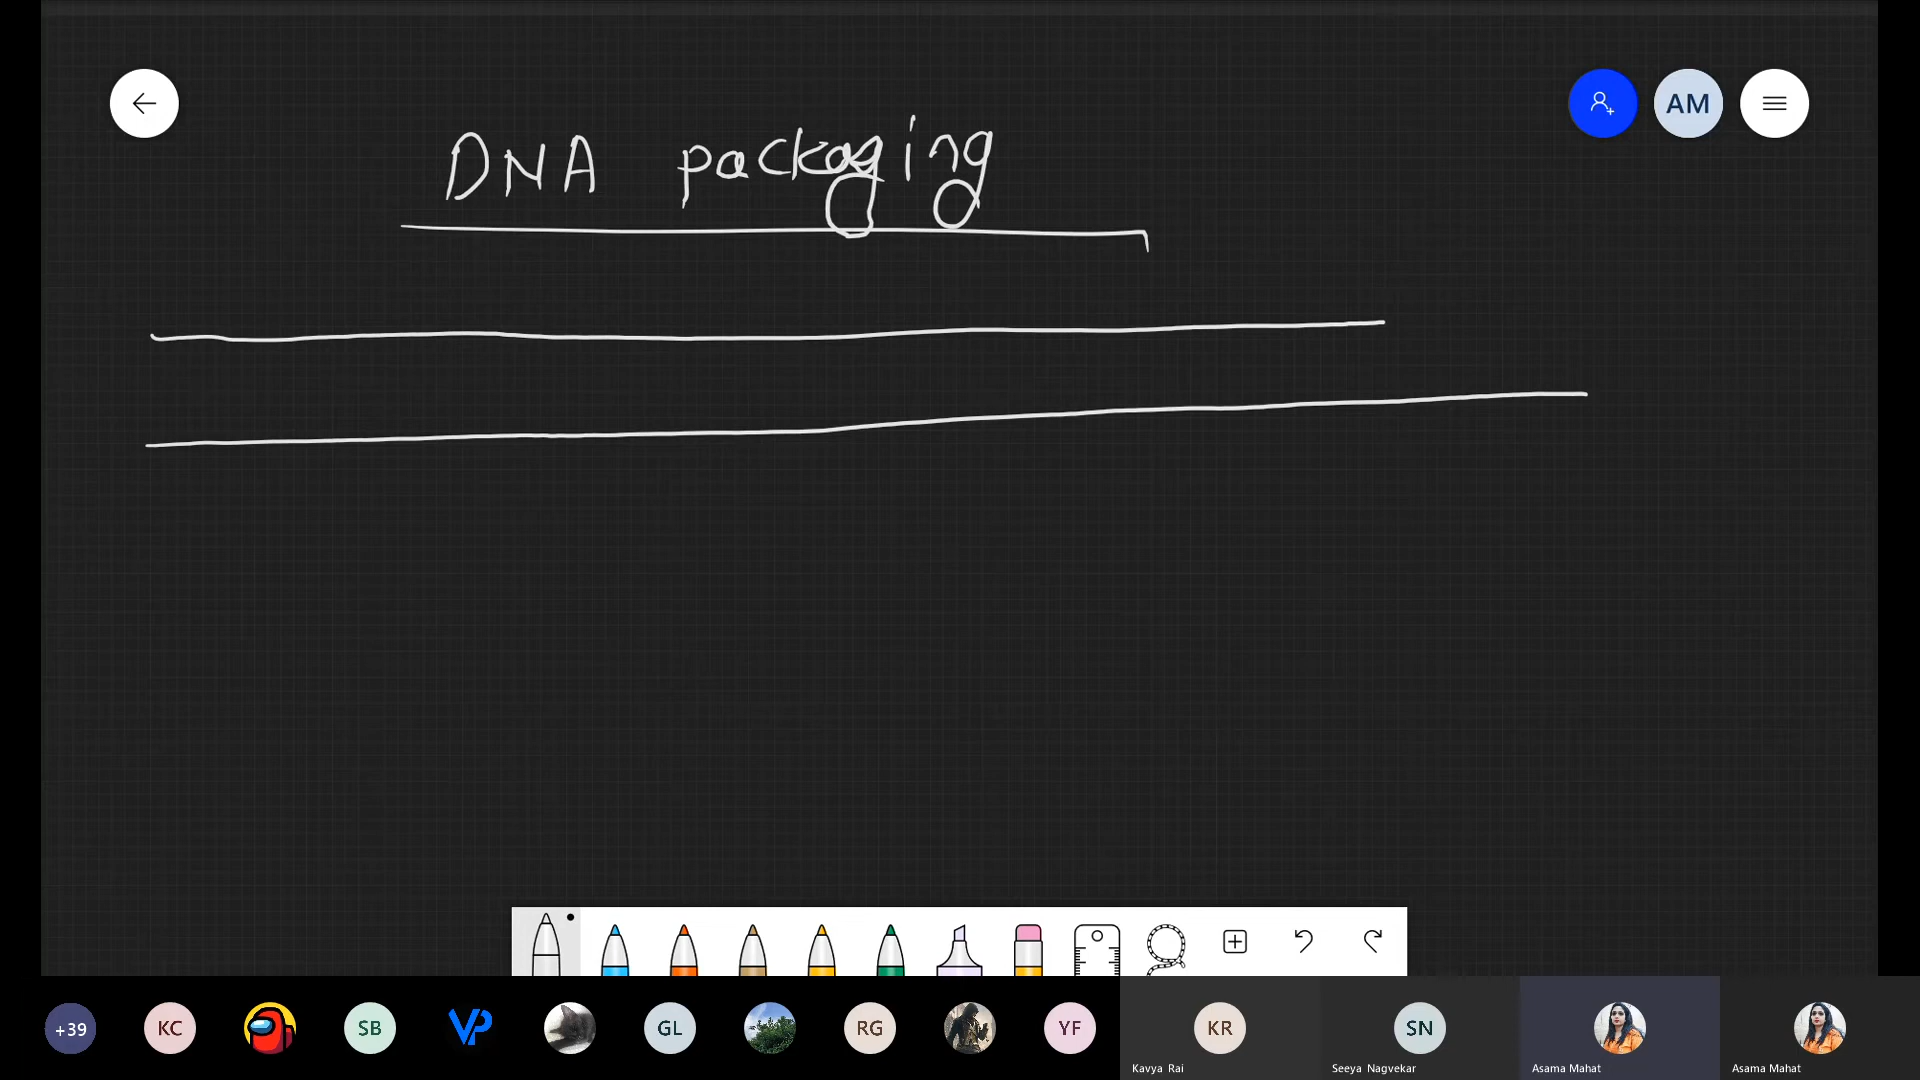 AM
DNA packaging
+39
KC
SB
VP
GL
RG
YF
KR
SN
Kavya Rai
Seeya Nagvekar
Asama Mahat
Asama Mahat